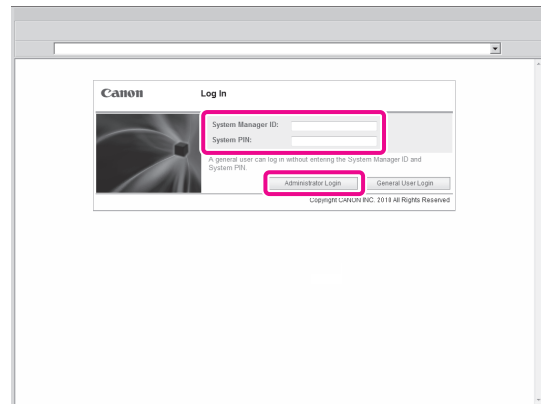 Canon
Log In
System Manager ID:
System PIN:
A general user can log in without entering the System Manager ID and
System PIN.
Administrator Login
General User Login
Copyright CANON INC. 2010 All Rights Reserved